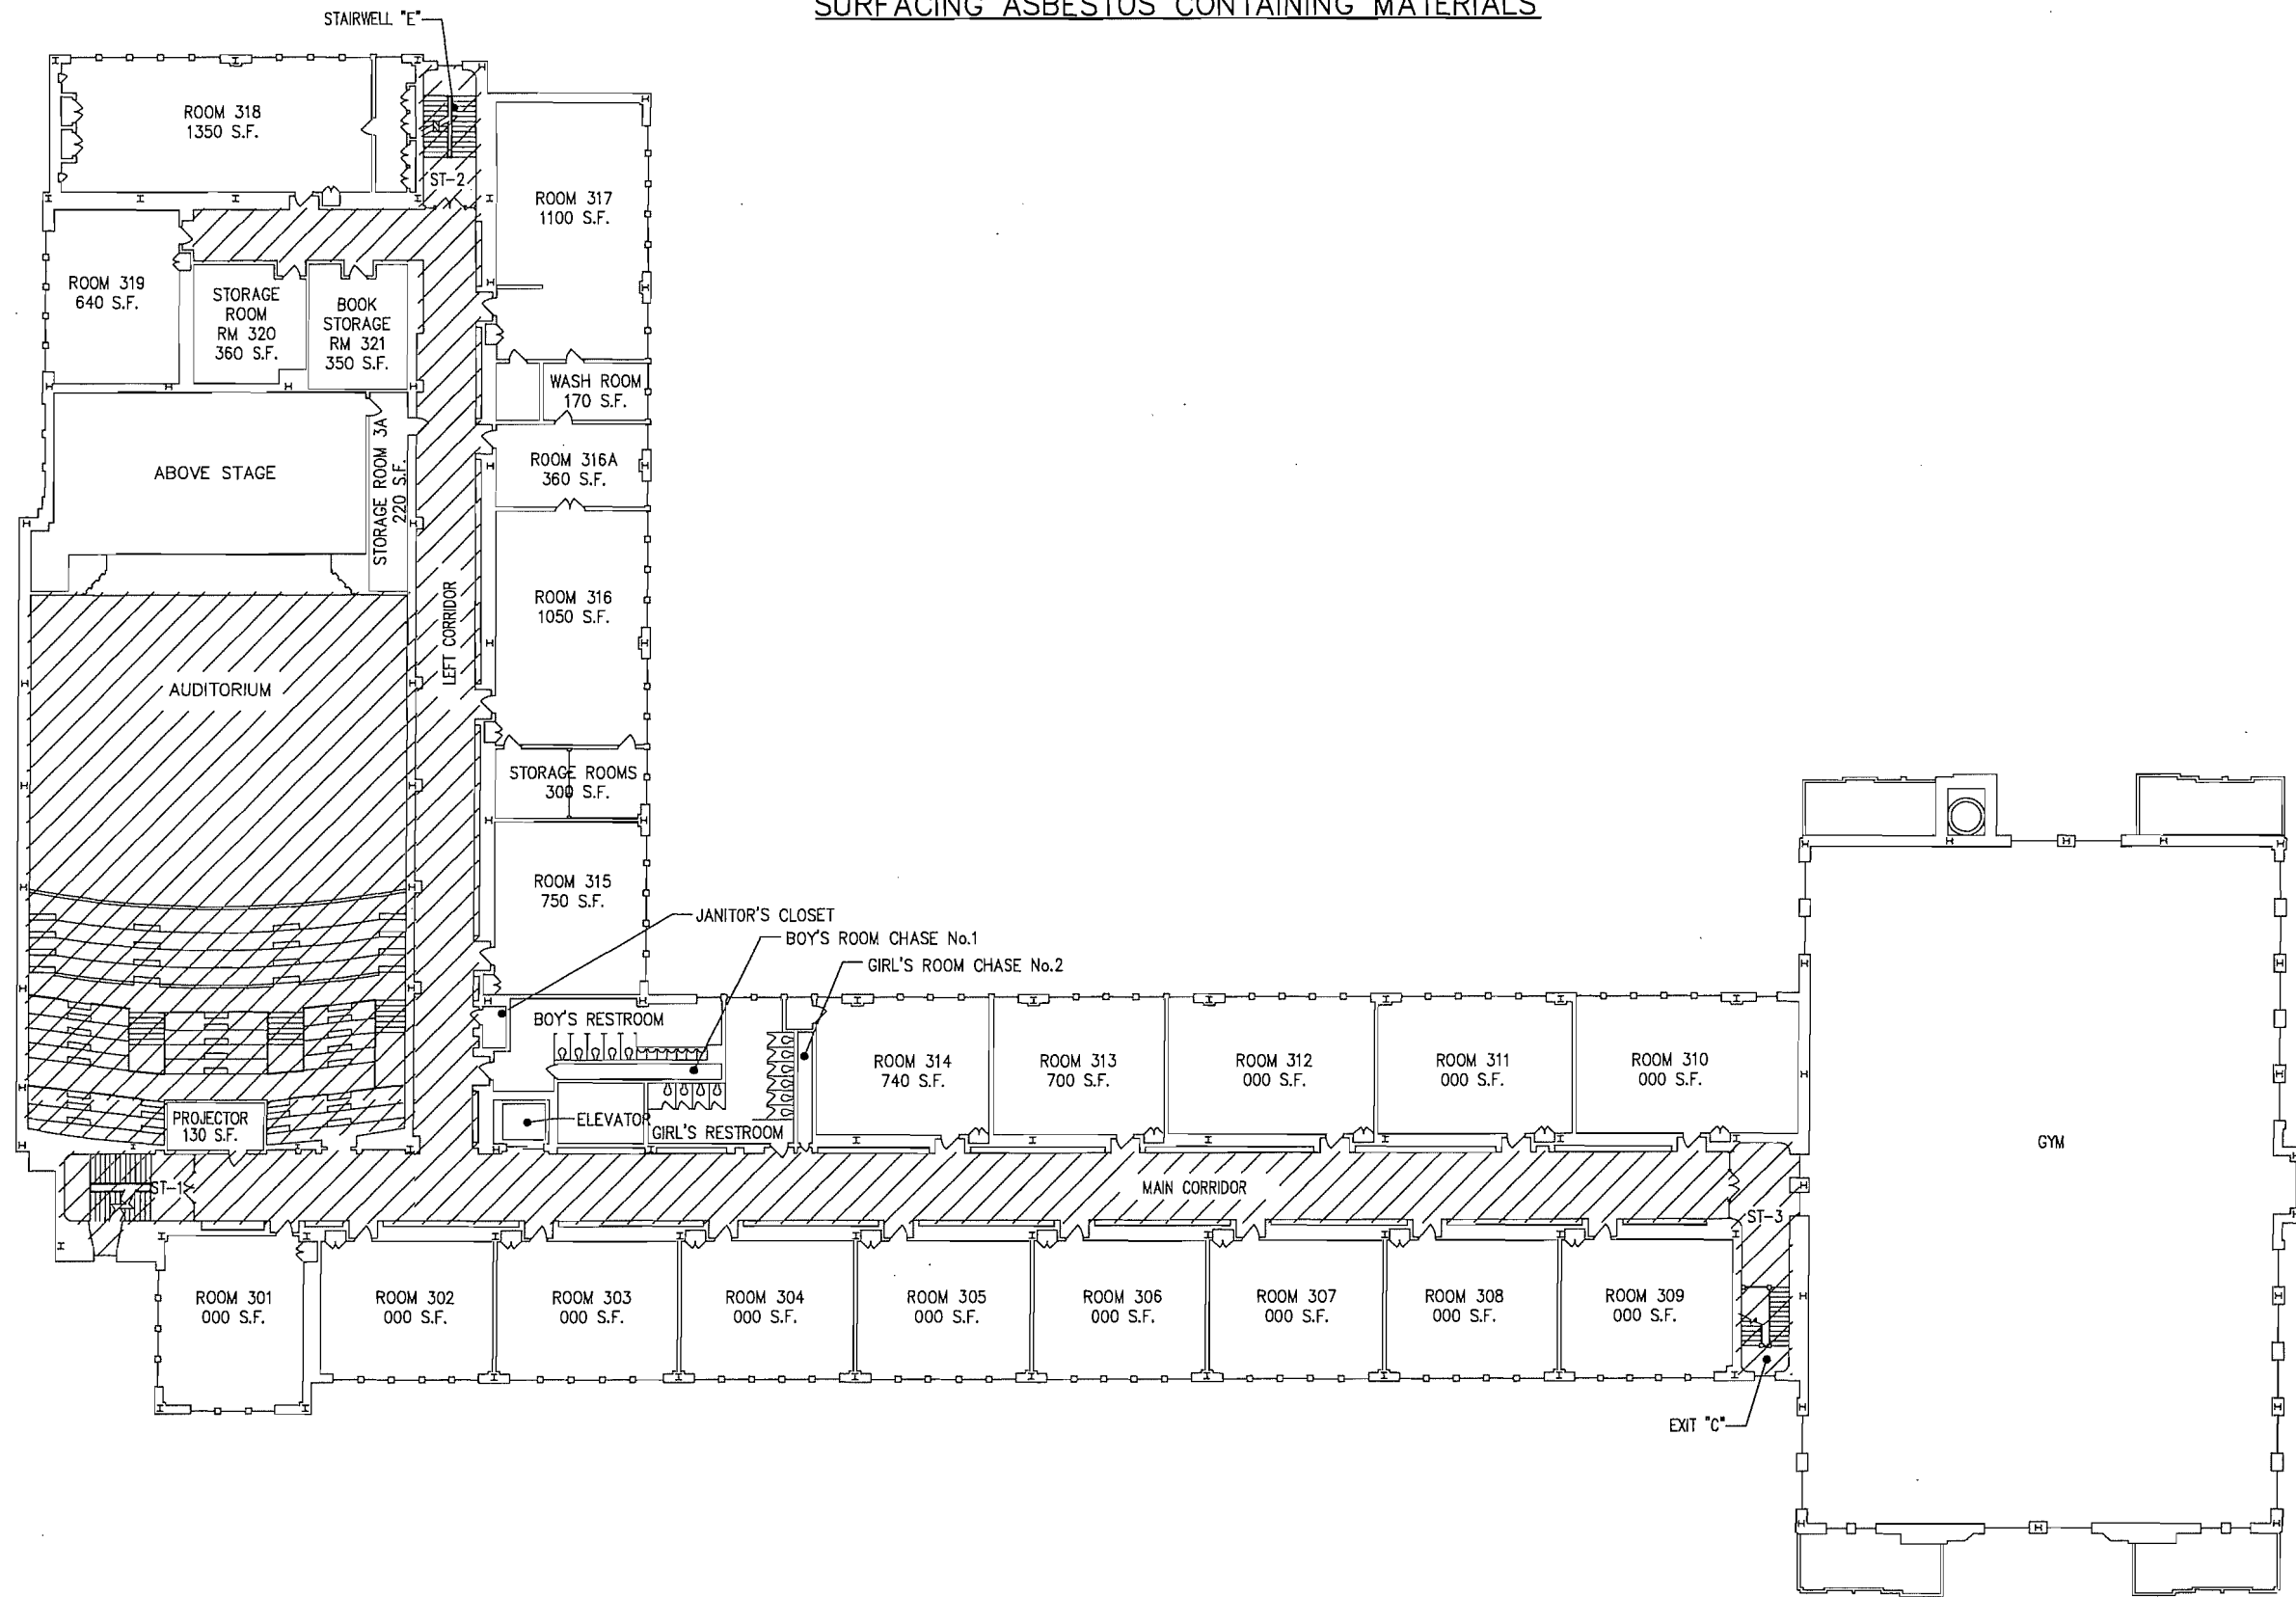 SURFACING ASBESTOS CONTAINING MATERIALS
STAIRWELL "E"
ROOM 318
1350 S.F.
ST-2
ROOM 317
1100 S.F.
ROOM 319
640 S.F.
STORAGE
ROOM
RM 320
360 S.F.
BOOK
STORAGE
RM 321
350 S.F.
WASH ROOM
170 S.F.
ABOVE STAGE
STORAGE ROOM 3A
220 S.F.
ROOM 316A
360 S.F.
LEFT CORRIDOR
ROOM 316
1050 S.F.
AUDITORIUM
STORAGE ROOMS
300 S.F.
ROOM 315
750 S.F.
JANITOR'S CLOSET
BOY'S ROOM CHASE No.1
GIRL'S ROOM CHASE No.2
BOY'S RESTROOM
ROOM 314
740 S.F.
ROOM 313
700 S.F.
ROOM 312
000 S.F.
ROOM 311
000 S.F.
ROOM 310
000 S.F.
PROJECTOR
130 S.F.
ELEVATOR
GIRL'S RESTROOM
GYM
ST-1
MAIN CORRIDOR
ST-3
ROOM 301
000 S.F.
ROOM 302
000 S.F.
ROOM 303
000 S.F.
ROOM 304
000 S.F.
ROOM 305
000 S.F.
ROOM 306
000 S.F.
ROOM 307
000 S.F.
ROOM 308
000 S.F.
ROOM 309
000 S.F.
EXIT "C"